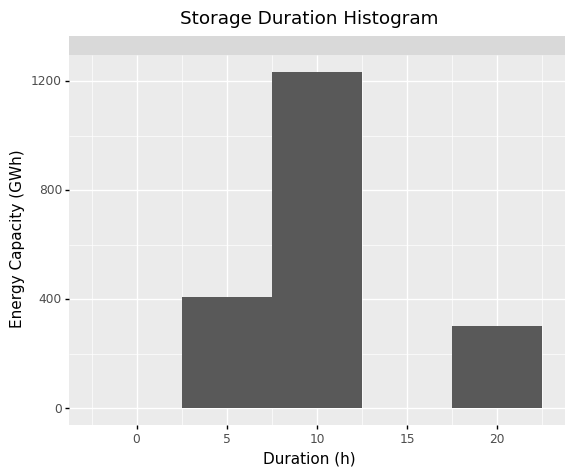 Storage Duration Histogram
Energy Capacity (GWh)
1200
800
400
0
0 5 10 15 20
Duration (h)